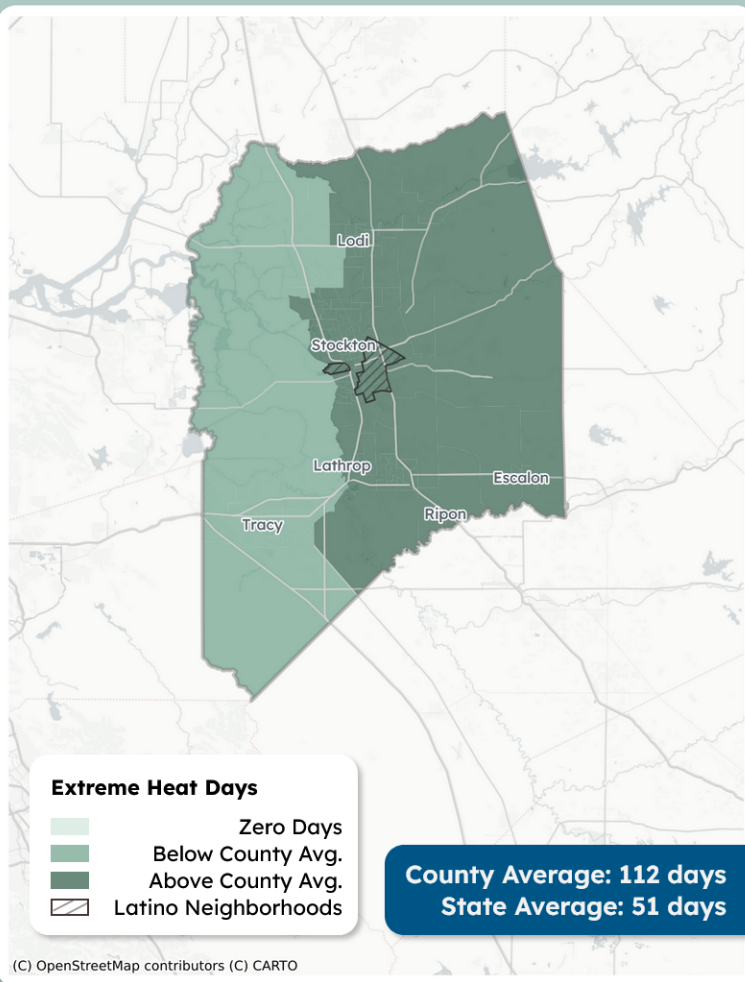 Lodi
Stockton
Lathrop
Escalon
Ripon
Tracy
Extreme Heat Days
Zero Days
Below County Avg.
Above County Avg.
Latino Neighborhoods
County Average: 112 days
State Average: 51 days
(C) OpenStreetMap contributors (C) CARTO